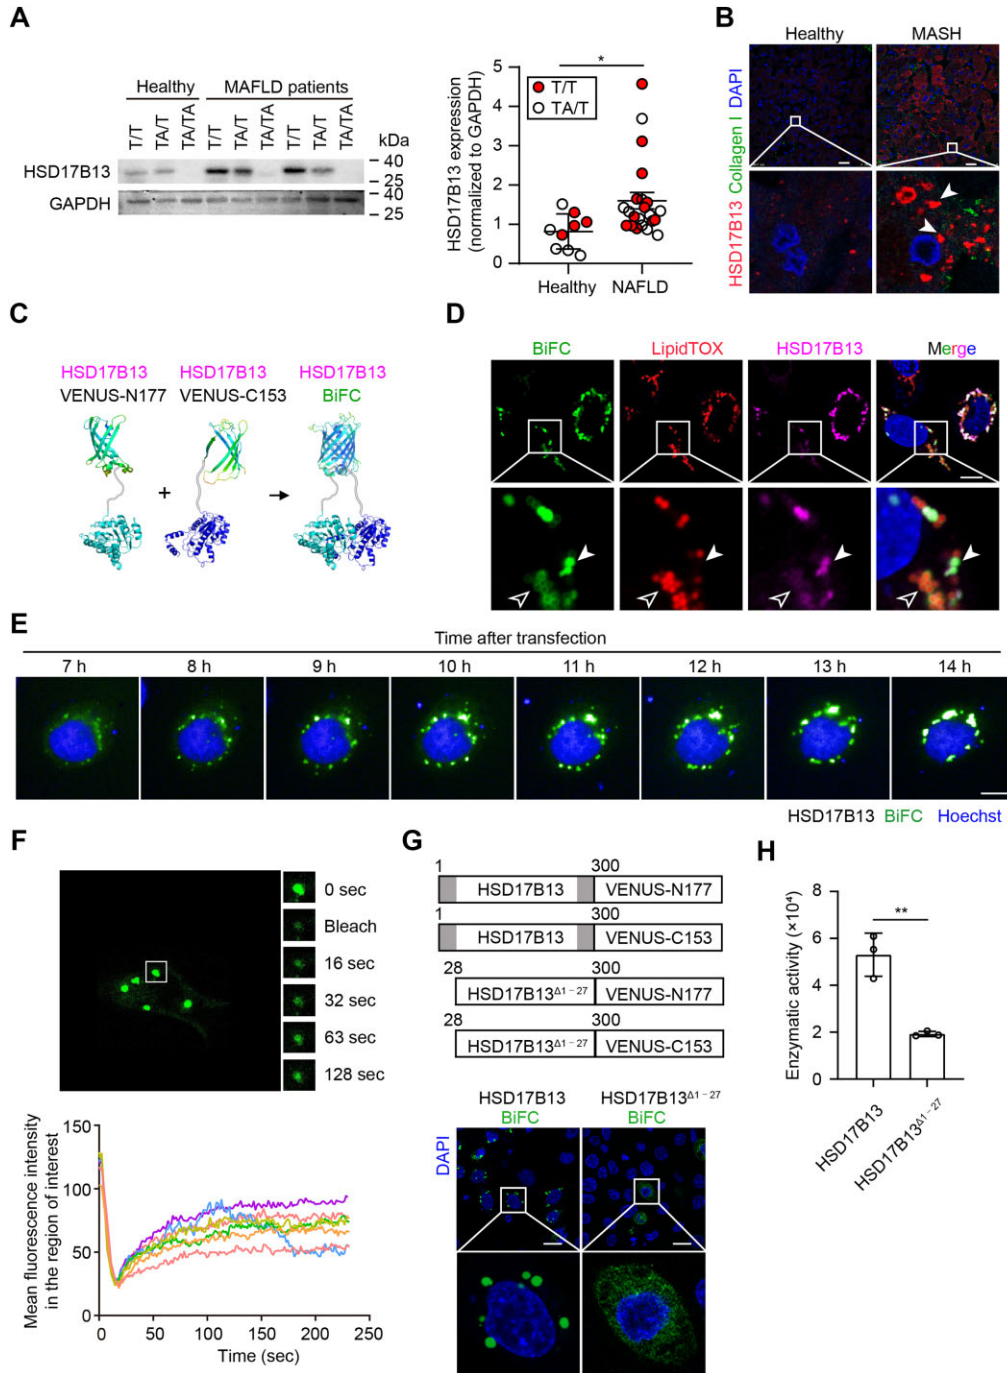 A
Healthy MAFLD patients
T/T TA/T TA/TA T/T TA/T TA/TA T/T TA/T TA/TA
kDa
HSD17B13
40
25
GAPDH
40
25
HSD17B13 expression
(normalized to GAPDH)
5
4
3
2
1
0
*
T/T
TA/T
Healthy NAFLD
B
Healthy MASH
HSD17B13 Collagen I DAPI
C
HSD17B13 HSD17B13 HSD17B13
VENUS-N177 VENUS-C153 BiFC
+
D
BiFC LipidTOX HSD17B13 Merge
E
Time after transfection
7 h 8 h 9 h 10 h 11 h 12 h 13 h 14 h
HSD17B13 BiFC Hoechst
F
0 sec
Bleach
16 sec
32 sec
63 sec
128 sec
Mean fluorescence intensity
in the region of interest
150
100
50
0
0 50 100 150 200 250
Time (sec)
G
1 300
HSD17B13 VENUS-N177
1 300
HSD17B13 VENUS-C153
28 300
HSD17B13Δ1−27 VENUS-N177
28 300
HSD17B13Δ1−27 VENUS-C153
HSD17B13 HSD17B13Δ1−27
BiFC BiFC
DAPI
H
Enzymatic activity (×10⁴)
8
6
4
2
0
**
HSD17B13
HSD17B13Δ1−27